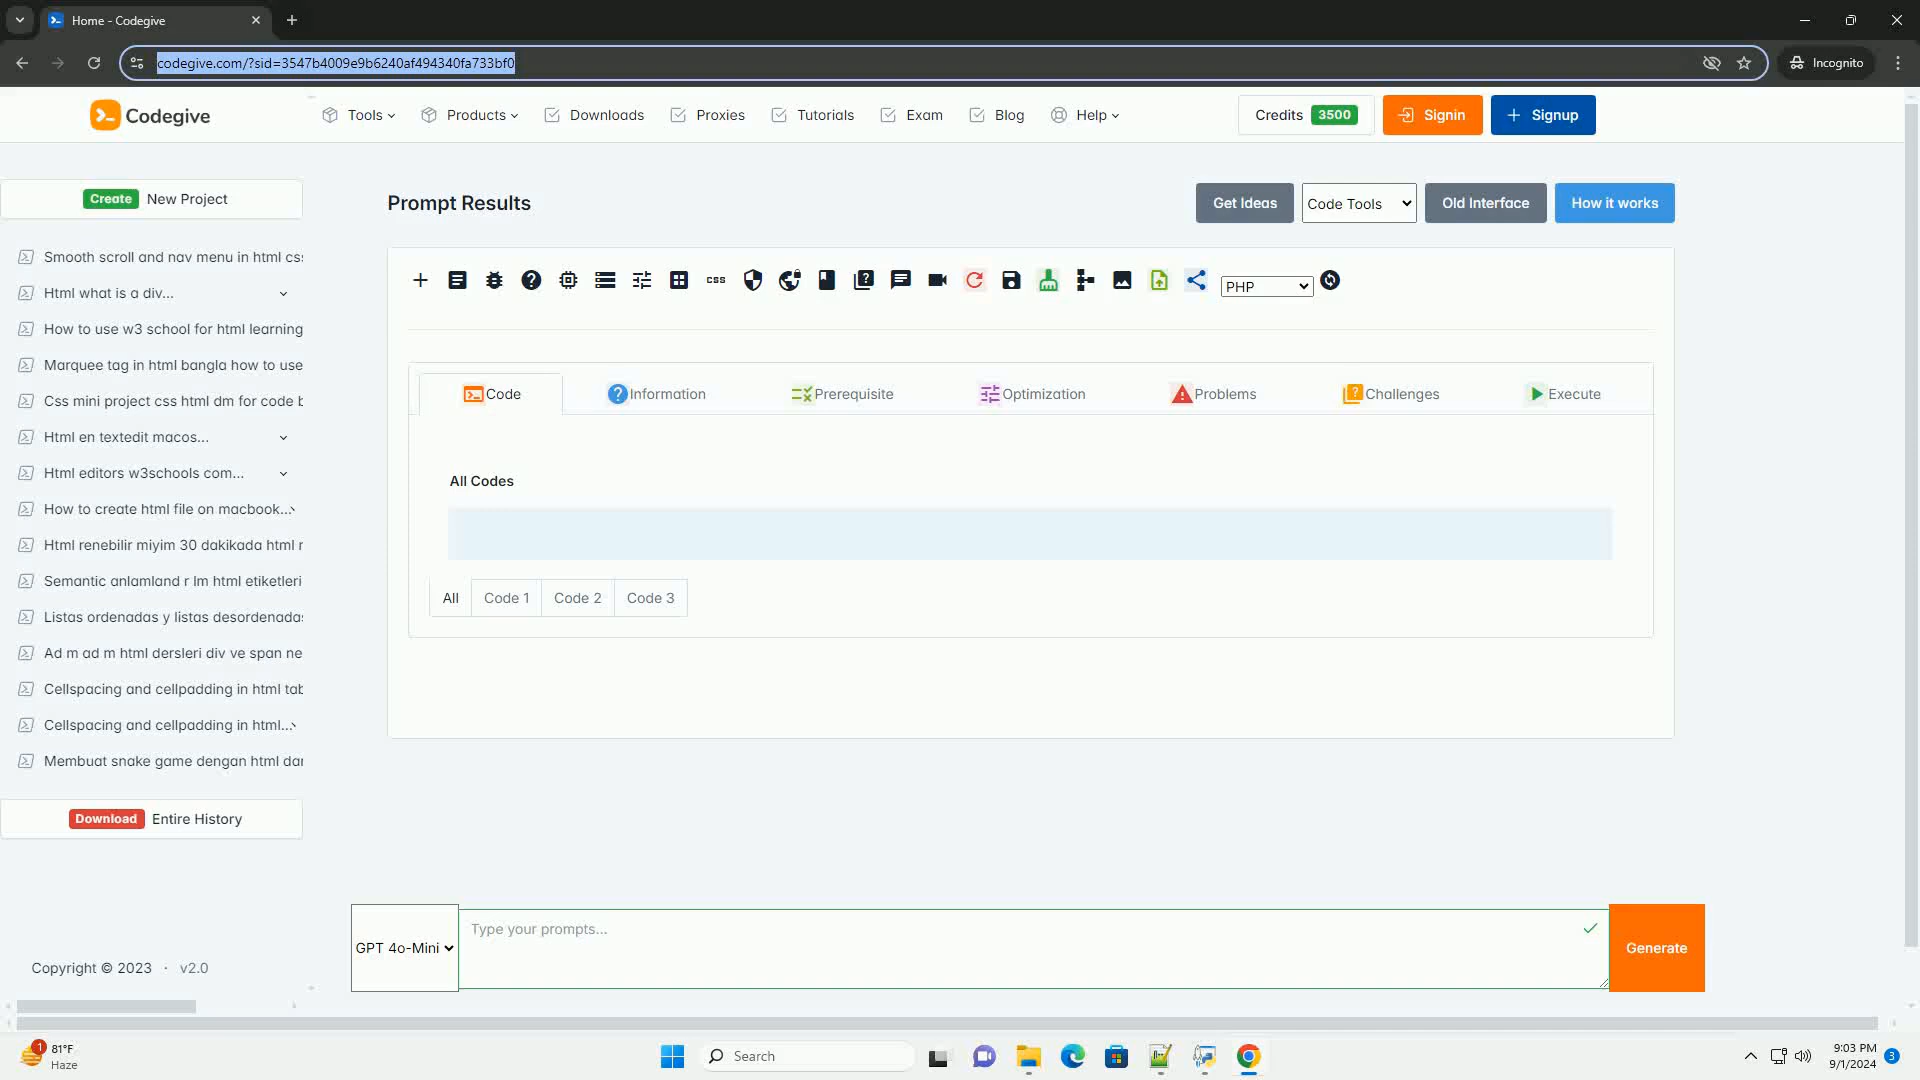 Home - Codegive
codegive.com/?sid=3547b4009e9b6240af494340fa733bf0
Incognito
Codegive
Tools
Products
Downloads
Proxies
Tutorials
Exam
Blog
Help
Credits 3500
Signin
Signup
Create New Project
Smooth scroll and nav menu in html css
Html what is a div...
How to use w3 school for html learning
Marquee tag in html bangla how to use
Css mini project css html dm for code b
Html en textedit macos...
Html editors w3schools com...
How to create html file on macbook...
Html renebilir miyim 30 dakikada html r
Semantic anlamland r lm html etiketleri
Listas ordenadas y listas desordenadas
Ad m ad m html dersleri div ve span ne
Cellspacing and cellpadding in html tab
Cellspacing and cellpadding in html...
Membuat snake game dengan html dar
Download Entire History
Copyright © 2023 · v2.0
Prompt Results
Get Ideas
Code Tools
Old Interface
How it works
css
PHP
Code
Information
Prerequisite
Optimization
Problems
Challenges
Execute
All Codes
All
Code 1
Code 2
Code 3
GPT 4o-Mini
Type your prompts...
Generate
1
81°F
Haze
Search
9:03 PM
9/1/2024
3